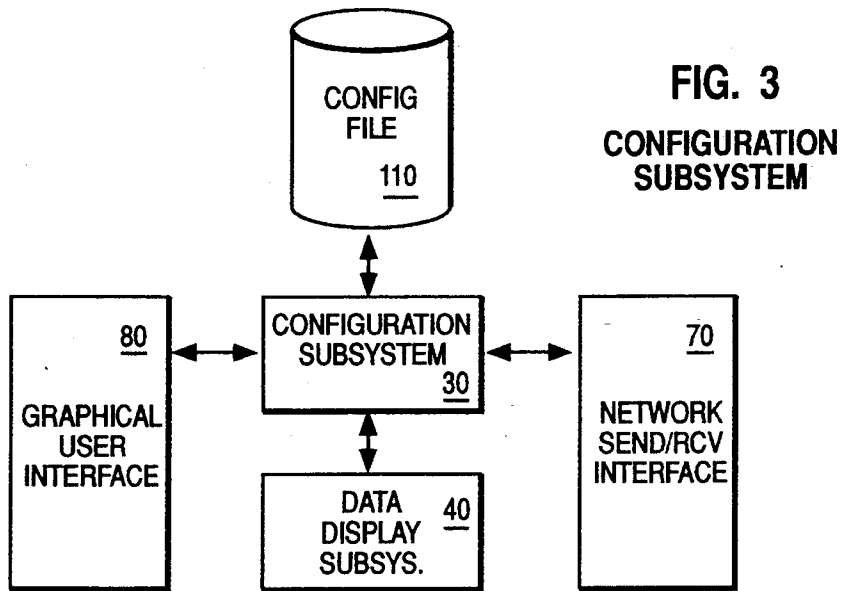 FIG. 3
CONFIGURATION
SUBSYSTEM
CONFIG
FILE
110
80
GRAPHICAL
USER
INTERFACE
CONFIGURATION
SUBSYSTEM
30
70
NETWORK
SEND/RCV
INTERFACE
DATA
DISPLAY
SUBSYS.
40